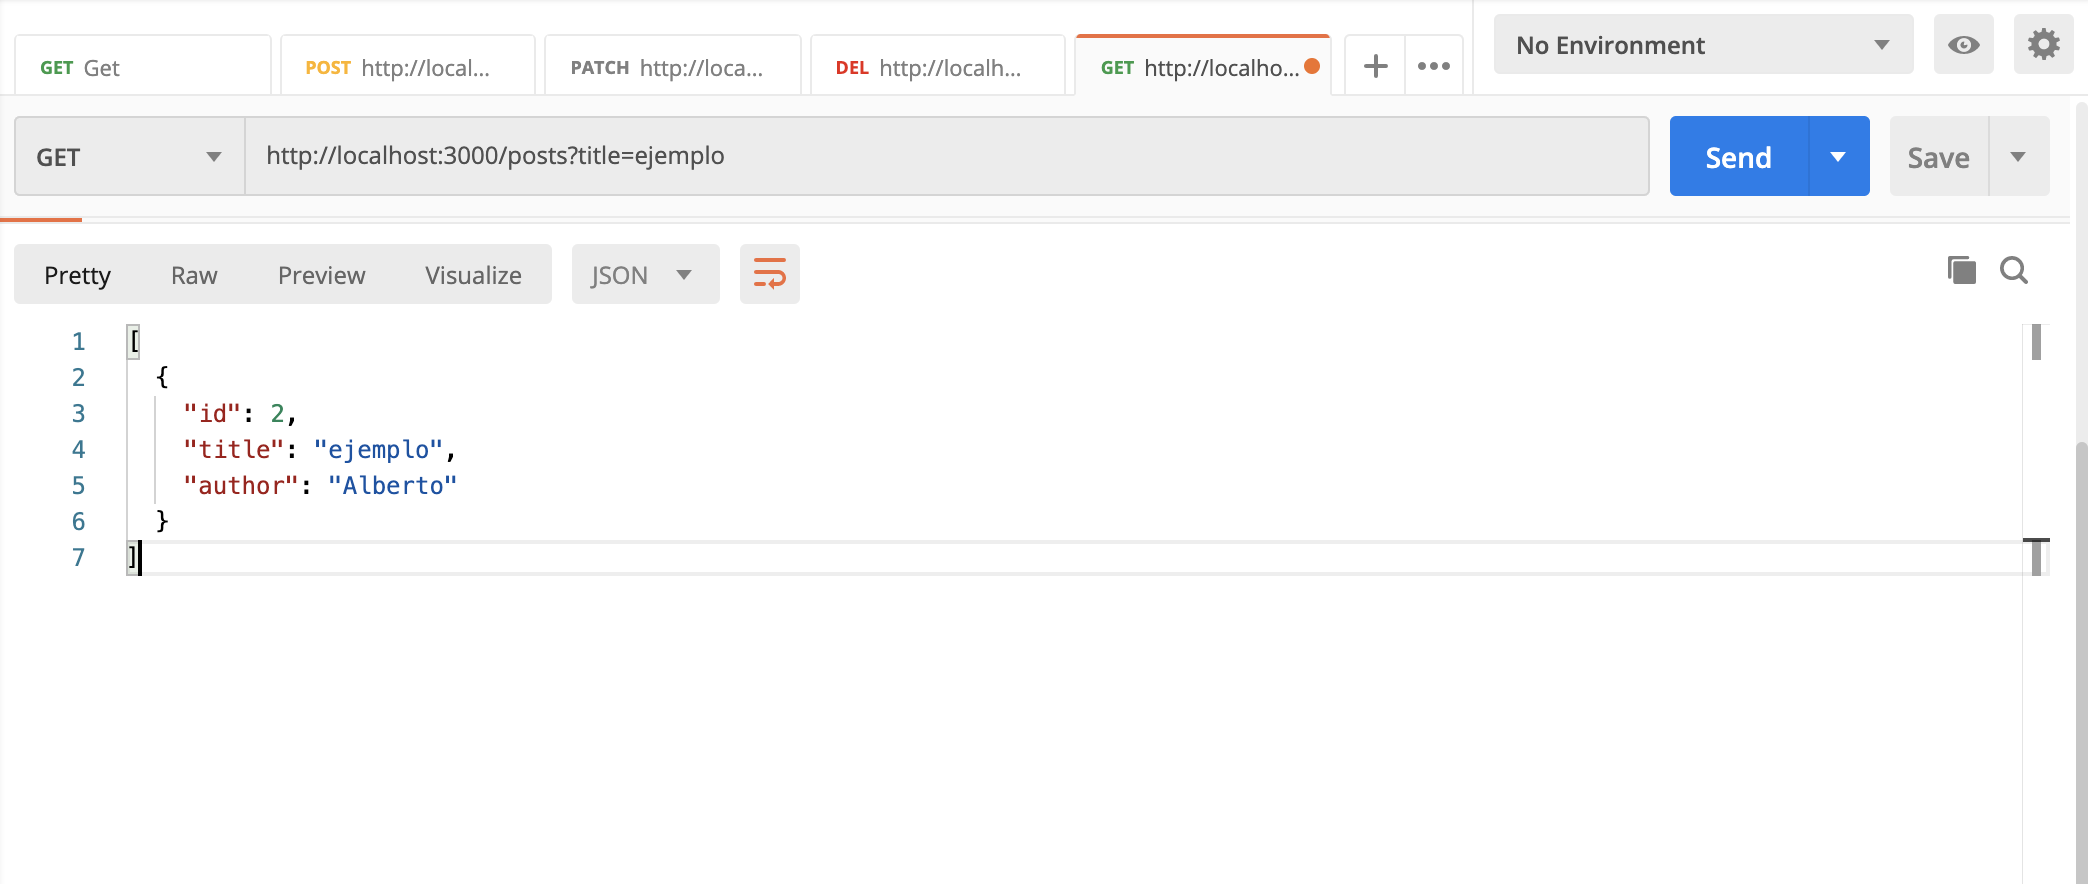 GET Get
POST http://local...
PATCH http://loca...
DEL http://localh...
GET http://localho...
No Environment
GET
http://localhost:3000/posts?title=ejemplo
Send
Save
Pretty
Raw
Preview
Visualize
JSON
1 [
2 {
3 "id": 2,
4 "title": "ejemplo",
5 "author": "Alberto"
6 }
7 ]